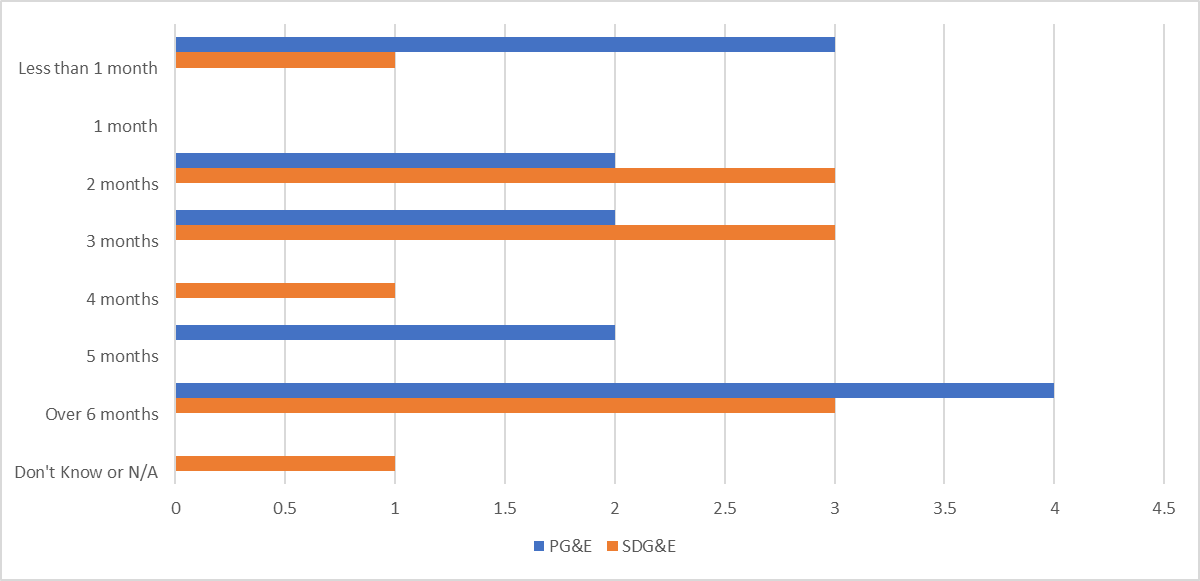 Less than 1 month
1 month
2 months
3 months
4 months
5 months
Over 6 months
Don't Know or N/A
0 0.5 1 1.5 2 2.5 3 3.5 4 4.5
PG&E SDG&E